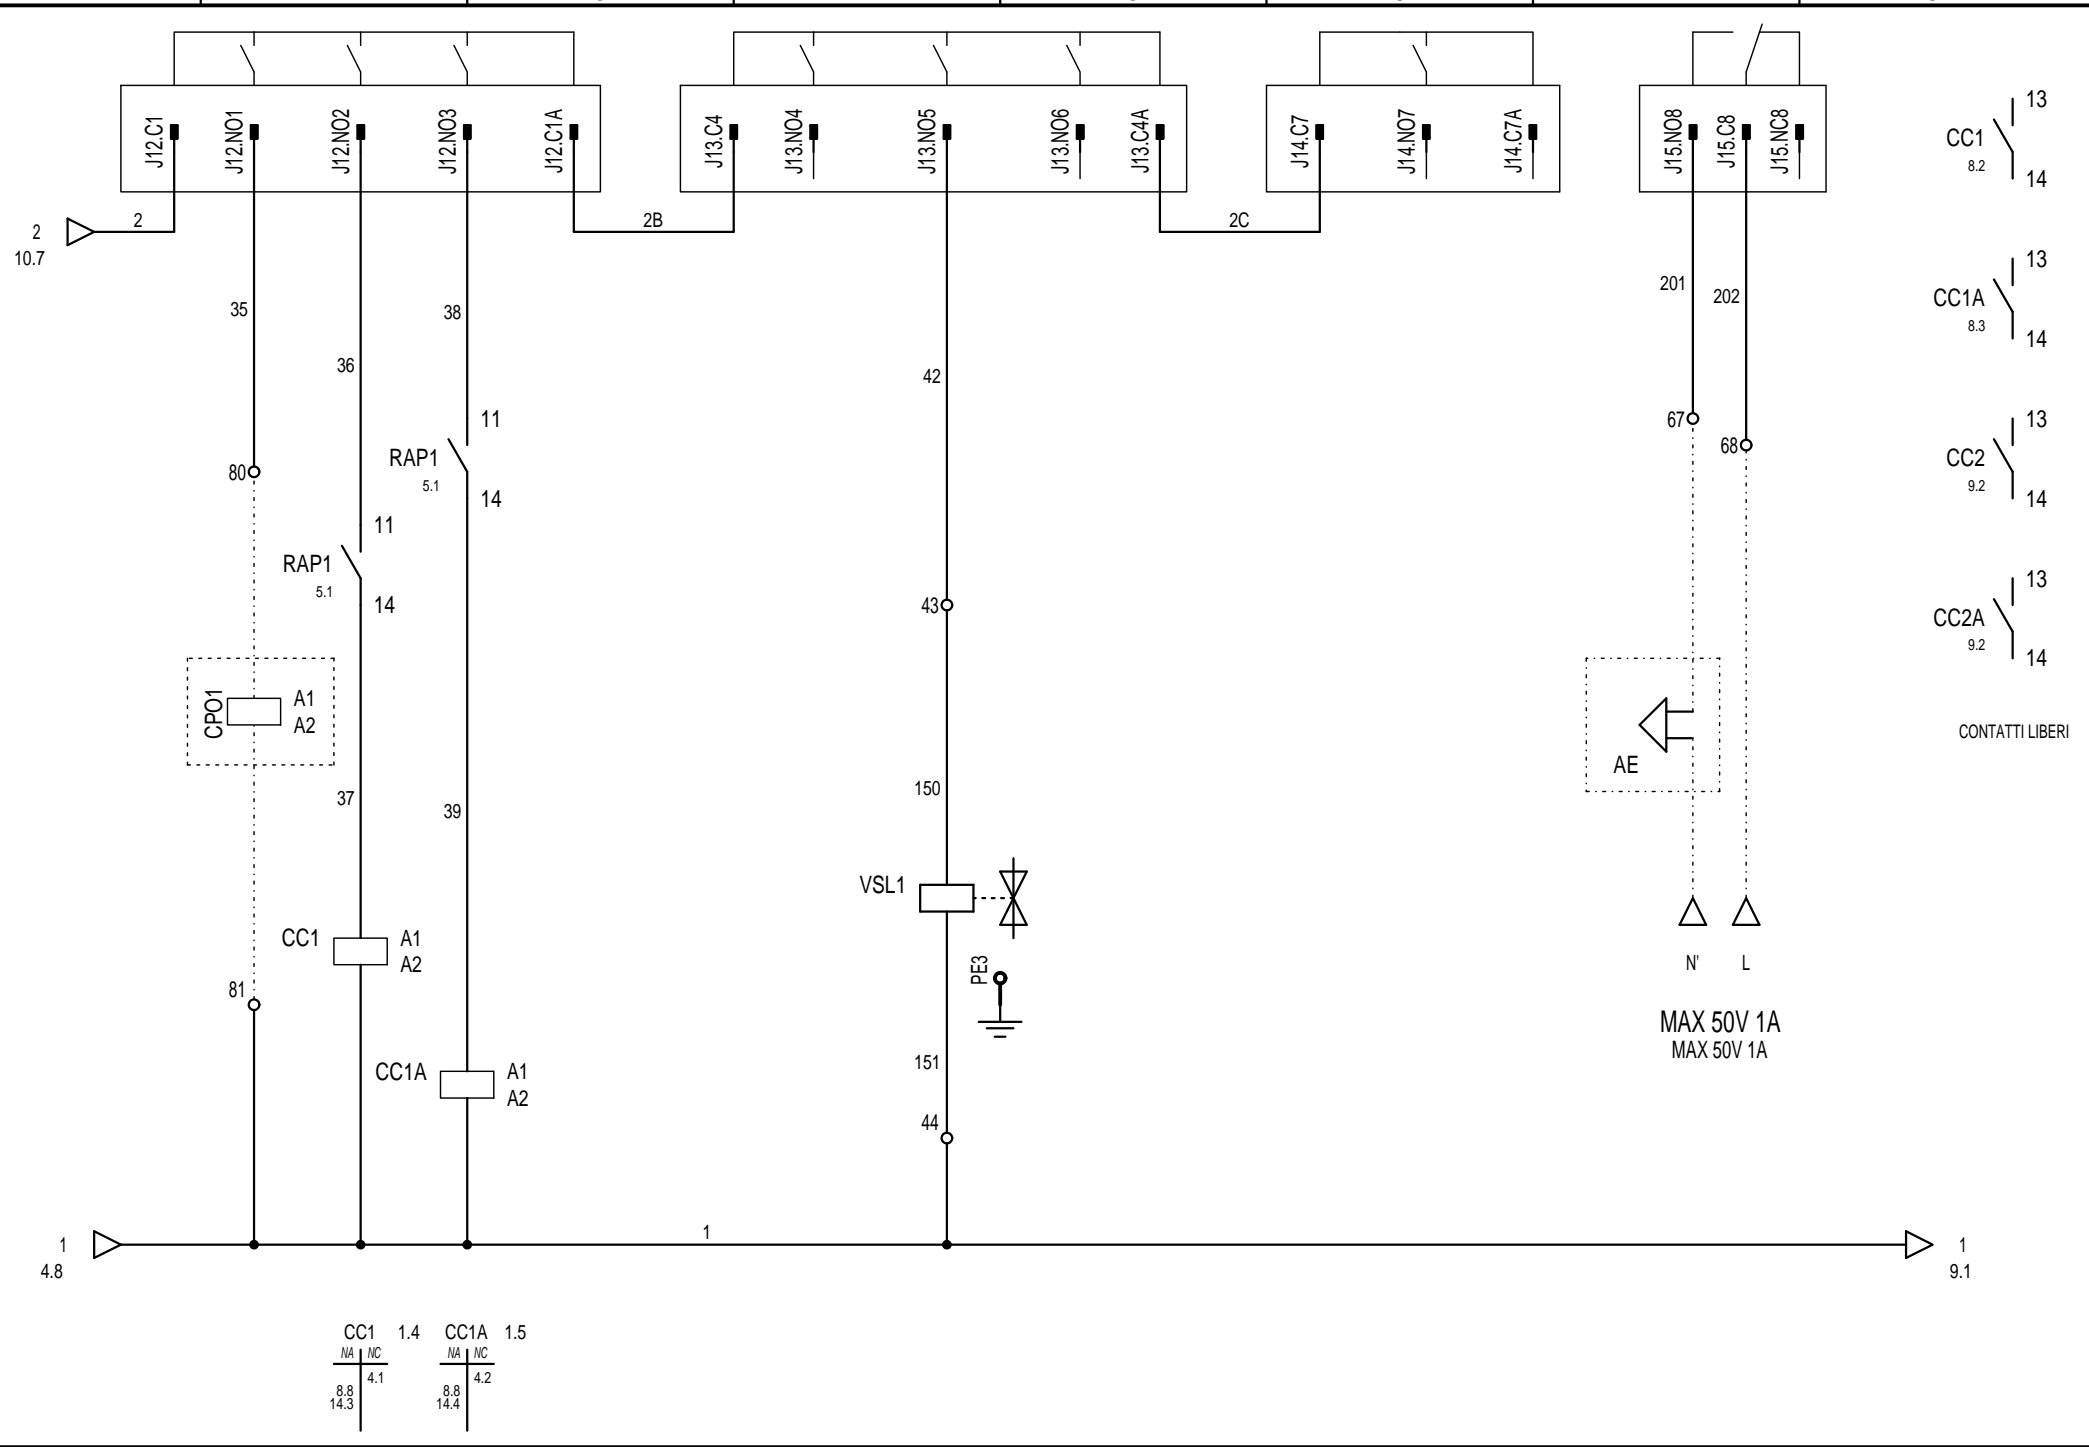 J12.C1
J12.NO1
J12.NO2
J12.NO3
J12.C1A
J13.C4
J13.NO4
J13.NO5
J13.NO6
J13.C4A
J14.C7
J14.NO7
J14.C7A
J15.NO8
J15.C8
J15.NC8
2
10.7
2
2B
2C
35
36
38
42
201
202
13
CC1
8.2
14
13
CC1A
8.3
14
13
CC2
9.2
14
13
CC2A
9.2
14
CONTATTI LIBERI
80
11
RAP1
5.1
14
11
RAP1
5.1
14
67
68
43
CPO1
A1
A2
37
39
150
AE
VSL1
CC1
A1
A2
PE3
N'
L
MAX 50V 1A
MAX 50V 1A
81
CC1A
A1
A2
151
44
1
4.8
1
1
9.1
CC1 1.4
NA NC
4.1
8.8
14.3
CC1A 1.5
NA NC
4.2
8.8
14.4